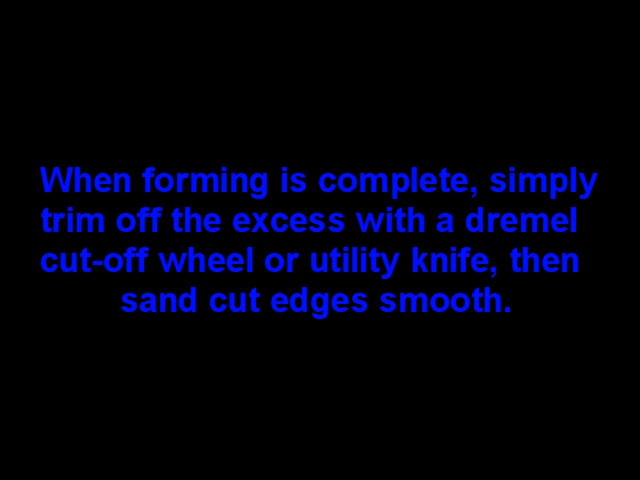 When forming is complete, simply
trim off the excess with a dremel
cut-off wheel or utility knife, then
sand cut edges smooth.